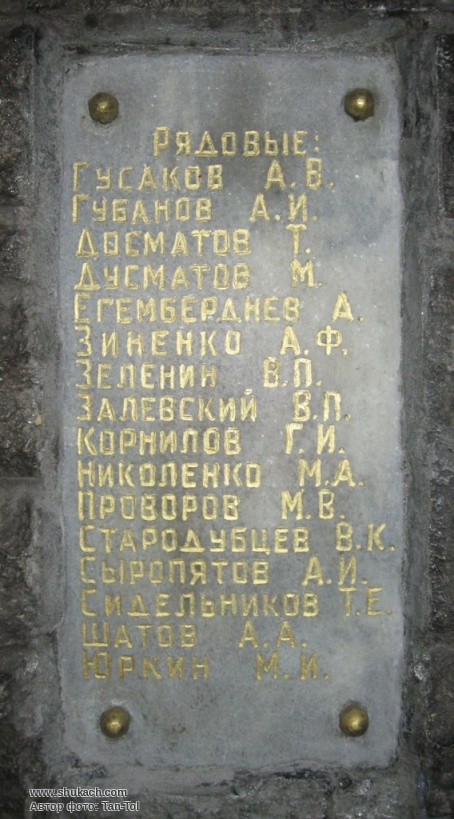 Рядовые:
Гусаков А.В.
Губанов А.И.
Досматов Т.
Дусматов М.
Егембердиев А.
Зиненко А.Ф.
Зеленин В.П.
Залевский В.П.
Корнилов Г.И.
Николенко М.А.
Проворов М.В.
Стародубцев В.К.
Сыропятов А.И.
Сидельников Т.Е.
Шатов А.А.
Юркин М.И.
www.shukach.com
Автор фото: Tan-Tol